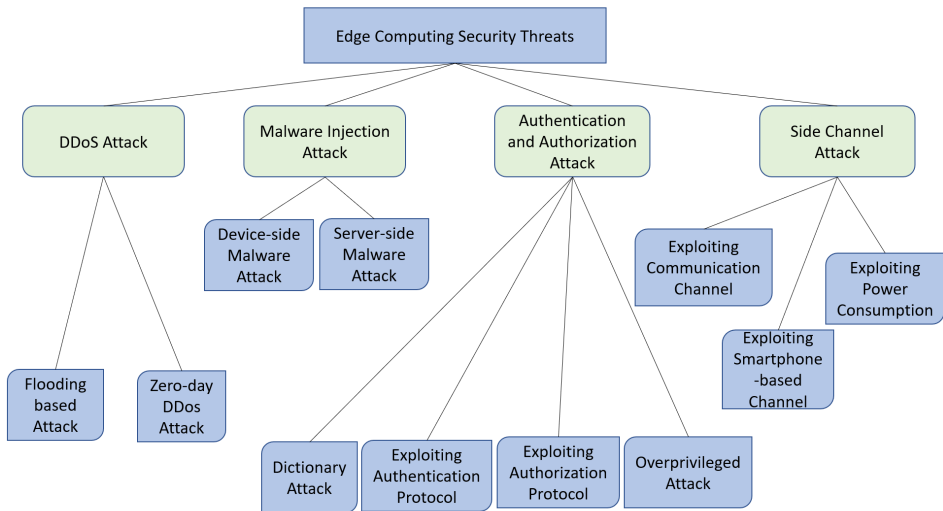 Edge Computing Security Threats
DDoS Attack
Malware Injection
Attack
Authentication
and Authorization
Attack
Side Channel
Attack
Device-side
Malware
Attack
Server-side
Malware
Attack
Exploiting
Communication
Channel
Exploiting
Power
Consumption
Exploiting
Smartphone
-based
Channel
Flooding
based
Attack
Zero-day
DDos
Attack
Dictionary
Attack
Exploiting
Authentication
Protocol
Exploiting
Authorization
Protocol
Overprivileged
Attack